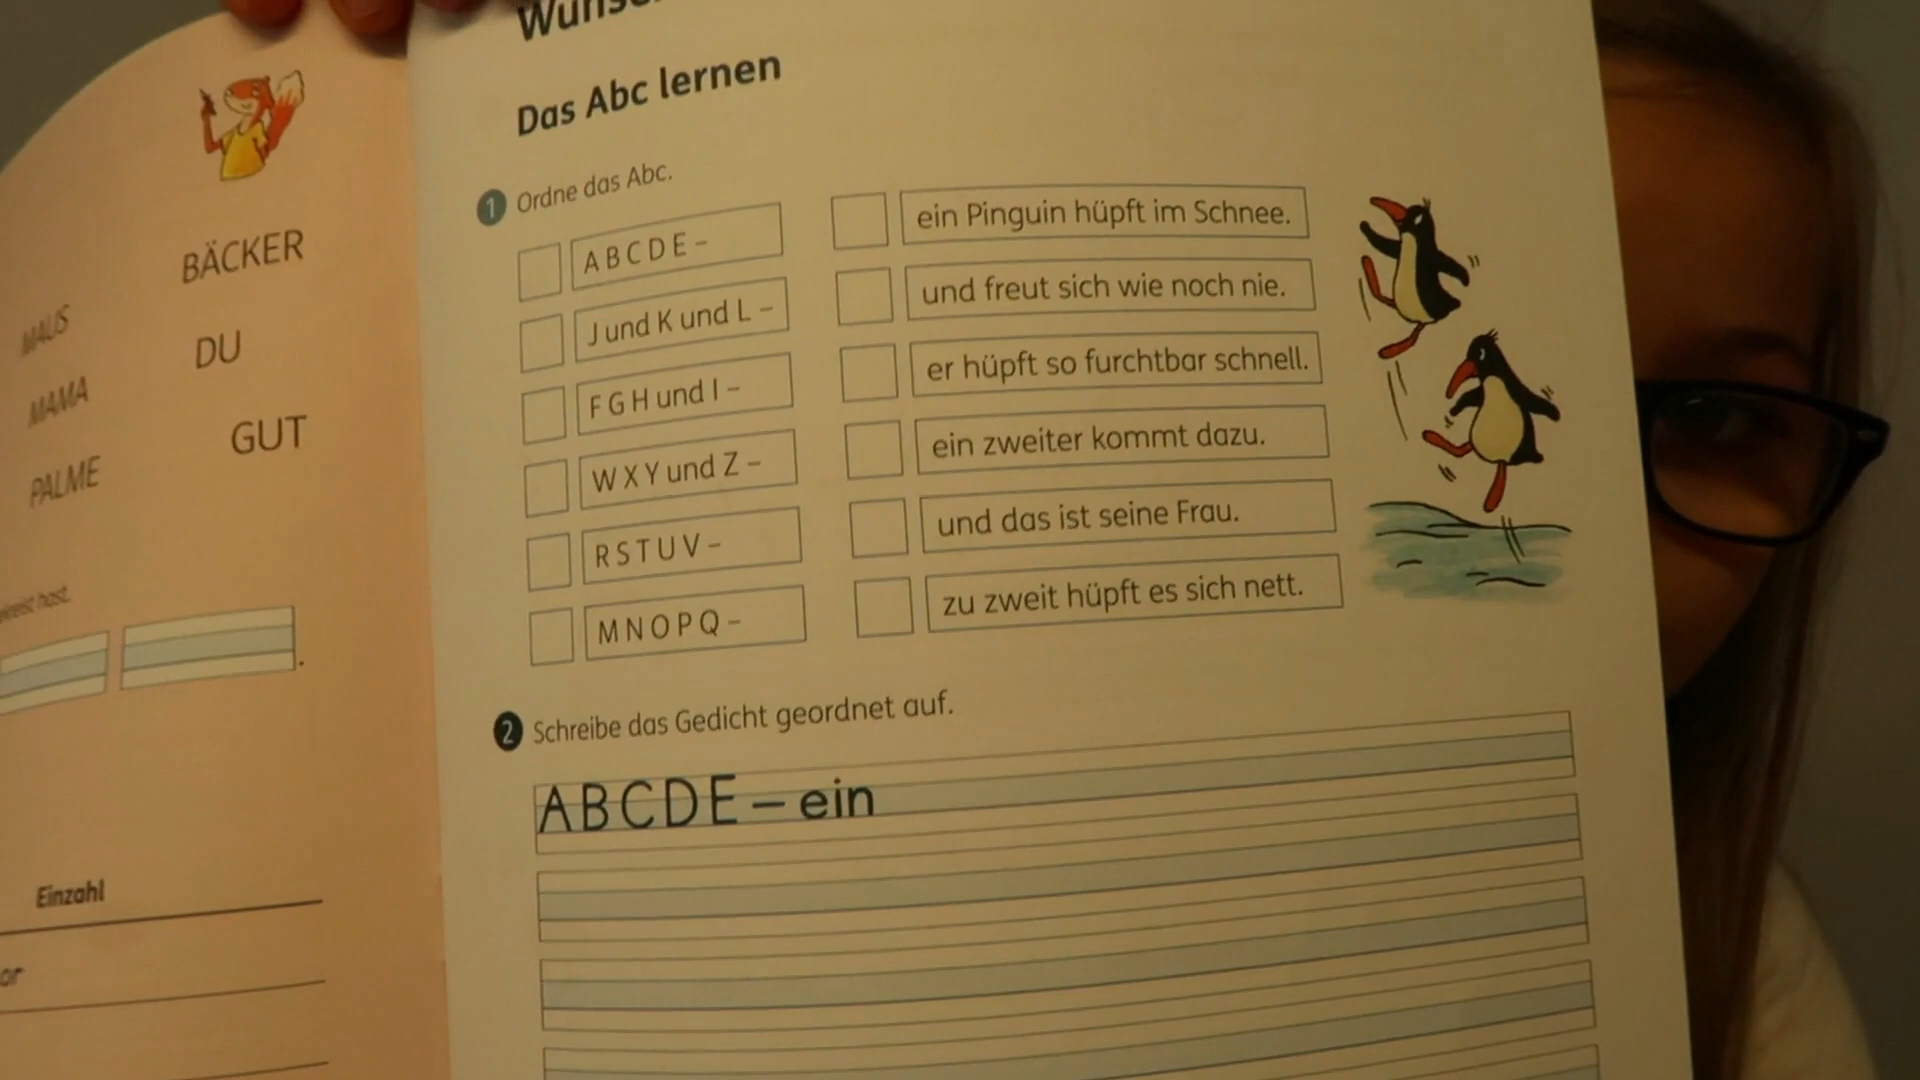 BÄCKER
MAUS
DU
MAMA
GUT
PALME
Einzahl
Das Abc lernen
1 Ordne das Abc.
A B C D E –
J und K und L –
F G H und I –
W X Y und Z –
R S T U V –
M N O P Q –
ein Pinguin hüpft im Schnee.
und freut sich wie noch nie.
er hüpft so furchtbar schnell.
ein zweiter kommt dazu.
und das ist seine Frau.
zu zweit hüpft es sich nett.
2 Schreibe das Gedicht geordnet auf.
A B C D E – ein